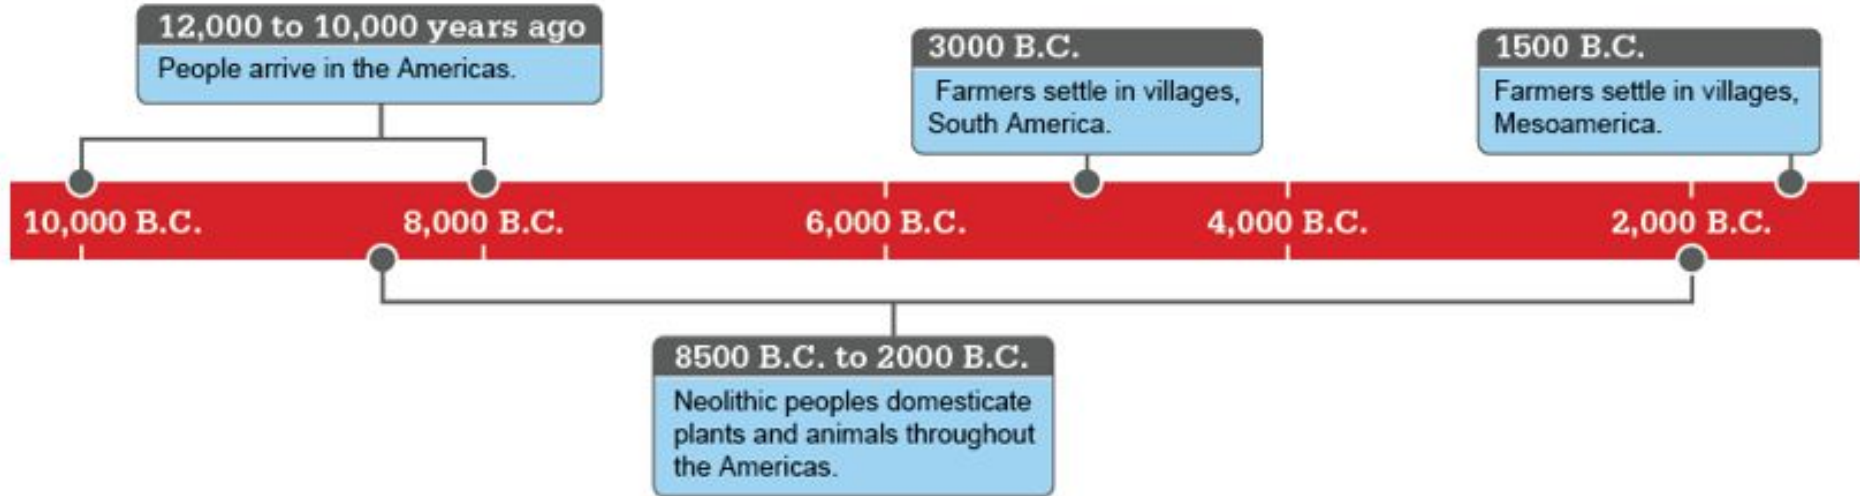 12,000 to 10,000 years ago
People arrive in the Americas.
3000 B.C.
Farmers settle in villages,
South America.
1500 B.C.
Farmers settle in villages,
Mesoamerica.
10,000 B.C.
8,000 B.C.
6,000 B.C.
4,000 B.C.
2,000 B.C.
8500 B.C. to 2000 B.C.
Neolithic peoples domesticate
plants and animals throughout
the Americas.